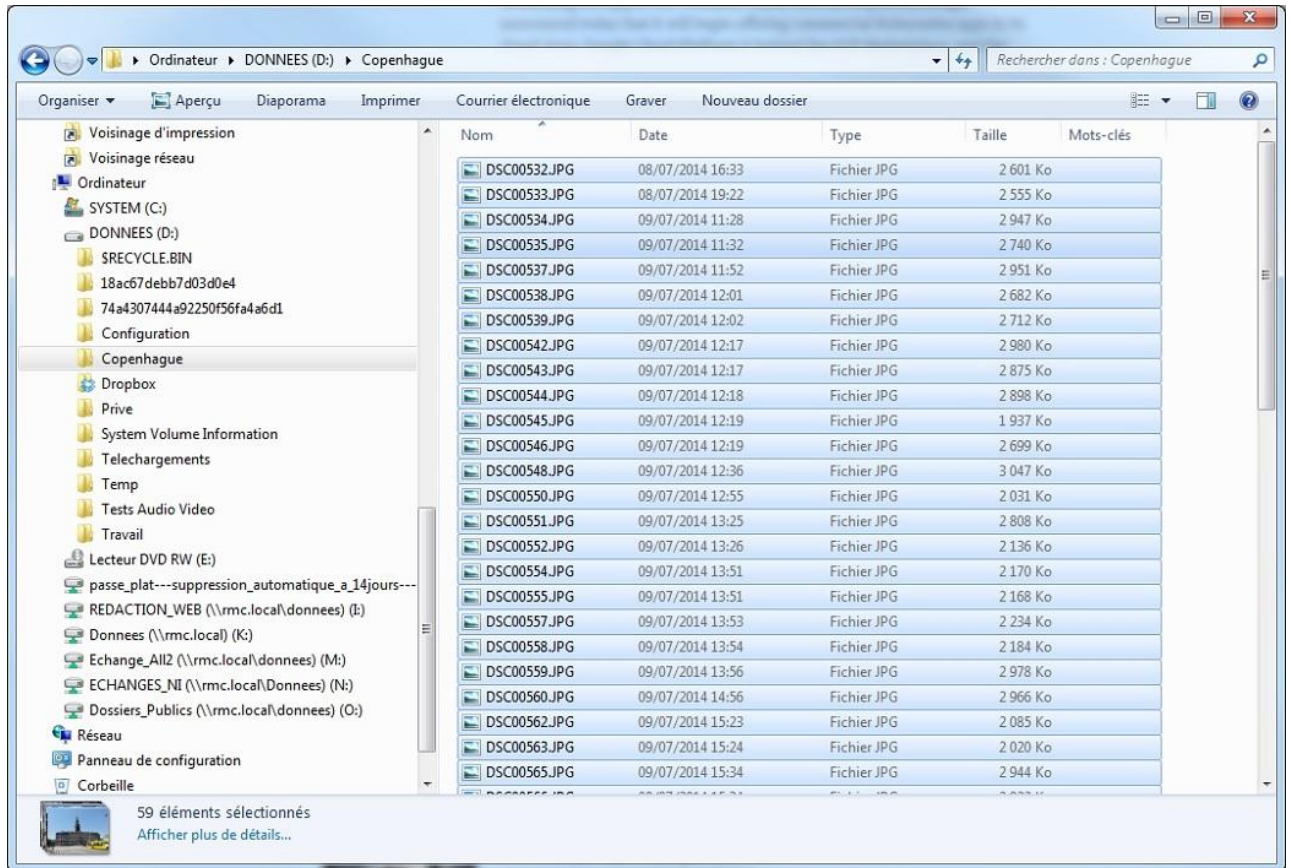 Ordinateur ▸ DONNEES (D:) ▸ Copenhague
Rechercher dans : Copenhague
Organiser Aperçu Diaporama Imprimer Courrier électronique Graver Nouveau dossier
Voisinage d'impression
Voisinage réseau
Ordinateur
SYSTEM (C:)
DONNEES (D:)
$RECYCLE.BIN
18ac67debb7d03d0e4
74a4307444a92250f56fa4a6d1
Configuration
Copenhague
Dropbox
Prive
System Volume Information
Telechargements
Temp
Tests Audio Video
Travail
Lecteur DVD RW (E:)
passe_plat---suppression_automatique_a_14jours---
REDACTION_WEB (\\rmc.local\donnees) (I:)
Donnees (\\rmc.local) (K:)
Echange_All2 (\\rmc.local\donnees) (M:)
ECHANGES_NI (\\rmc.local\Donnees) (N:)
Dossiers_Publics (\\rmc.local\donnees) (O:)
Réseau
Panneau de configuration
Corbeille
Nom Date Type Taille Mots-clés
DSC00532.JPG 08/07/2014 16:33 Fichier JPG 2 601 Ko
DSC00533.JPG 08/07/2014 19:22 Fichier JPG 2 555 Ko
DSC00534.JPG 09/07/2014 11:28 Fichier JPG 2 947 Ko
DSC00535.JPG 09/07/2014 11:32 Fichier JPG 2 740 Ko
DSC00537.JPG 09/07/2014 11:52 Fichier JPG 2 951 Ko
DSC00538.JPG 09/07/2014 12:01 Fichier JPG 2 682 Ko
DSC00539.JPG 09/07/2014 12:02 Fichier JPG 2 712 Ko
DSC00542.JPG 09/07/2014 12:17 Fichier JPG 2 980 Ko
DSC00543.JPG 09/07/2014 12:17 Fichier JPG 2 875 Ko
DSC00544.JPG 09/07/2014 12:18 Fichier JPG 2 898 Ko
DSC00545.JPG 09/07/2014 12:19 Fichier JPG 1 937 Ko
DSC00546.JPG 09/07/2014 12:19 Fichier JPG 2 699 Ko
DSC00548.JPG 09/07/2014 12:36 Fichier JPG 3 047 Ko
DSC00550.JPG 09/07/2014 12:55 Fichier JPG 2 031 Ko
DSC00551.JPG 09/07/2014 13:25 Fichier JPG 2 808 Ko
DSC00552.JPG 09/07/2014 13:26 Fichier JPG 2 136 Ko
DSC00554.JPG 09/07/2014 13:51 Fichier JPG 2 170 Ko
DSC00555.JPG 09/07/2014 13:51 Fichier JPG 2 168 Ko
DSC00557.JPG 09/07/2014 13:53 Fichier JPG 2 234 Ko
DSC00558.JPG 09/07/2014 13:54 Fichier JPG 2 184 Ko
DSC00559.JPG 09/07/2014 13:56 Fichier JPG 2 978 Ko
DSC00560.JPG 09/07/2014 14:56 Fichier JPG 2 966 Ko
DSC00562.JPG 09/07/2014 15:23 Fichier JPG 2 085 Ko
DSC00563.JPG 09/07/2014 15:24 Fichier JPG 2 020 Ko
DSC00565.JPG 09/07/2014 15:34 Fichier JPG 2 944 Ko
59 éléments sélectionnés
Afficher plus de détails...